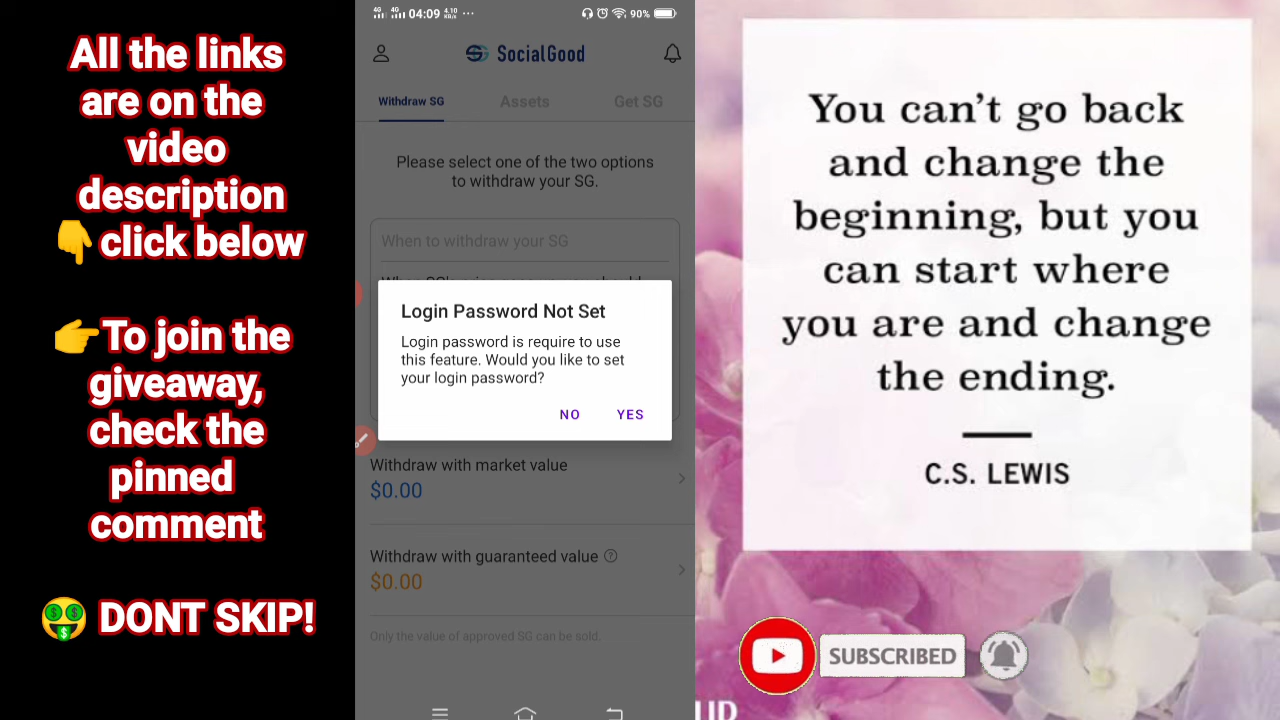 All the links
are on the
video
description
👇click below
👉To join the
giveaway,
check the
pinned
comment
🤑 DONT SKIP!
4G 4G 04:09 4.10 KB/s ... 90%
SocialGood
Withdraw SG Assets Get SG
Please select one of the two options
to withdraw your SG.
When to withdraw your SG
Login Password Not Set
Login password is require to use
this feature. Would you like to set
your login password?
NO YES
Withdraw with market value
$0.00
Withdraw with guaranteed value ?
$0.00
Only the value of approved SG can be sold.
You can't go back
and change the
beginning, but you
can start where
you are and change
the ending.
C.S. LEWIS
SUBSCRIBED